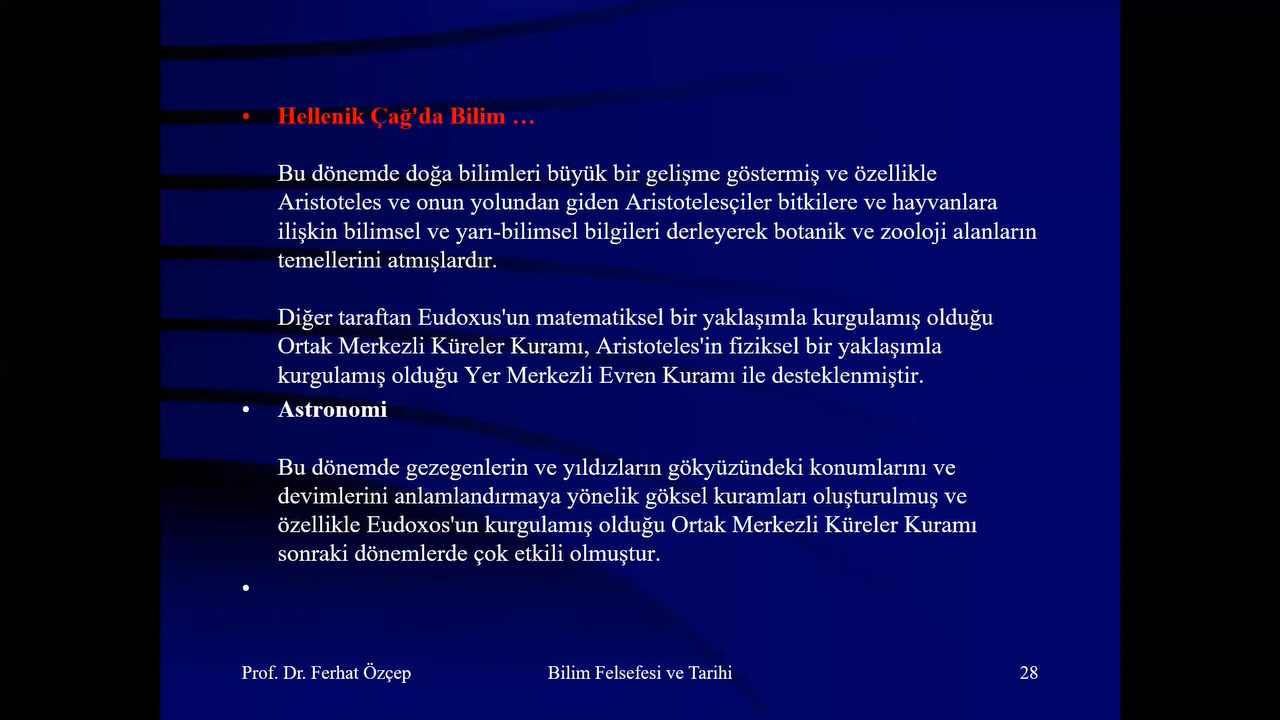 • Hellenik Çağ'da Bilim …
Bu dönemde doğa bilimleri büyük bir gelişme göstermiş ve özellikle
Aristoteles ve onun yolundan giden Aristotelesçiler bitkilere ve hayvanlara
ilişkin bilimsel ve yarı-bilimsel bilgileri derleyerek botanik ve zooloji alanların
temellerini atmışlardır.
Diğer taraftan Eudoxus'un matematiksel bir yaklaşımla kurgulamış olduğu
Ortak Merkezli Küreler Kuramı, Aristoteles'in fiziksel bir yaklaşımla
kurgulamış olduğu Yer Merkezli Evren Kuramı ile desteklenmiştir.
• Astronomi
Bu dönemde gezegenlerin ve yıldızların gökyüzündeki konumlarını ve
devimlerini anlamlandırmaya yönelik göksel kuramları oluşturulmuş ve
özellikle Eudoxos'un kurgulamış olduğu Ortak Merkezli Küreler Kuramı
sonraki dönemlerde çok etkili olmuştur.
•
Prof. Dr. Ferhat Özçep Bilim Felsefesi ve Tarihi 28